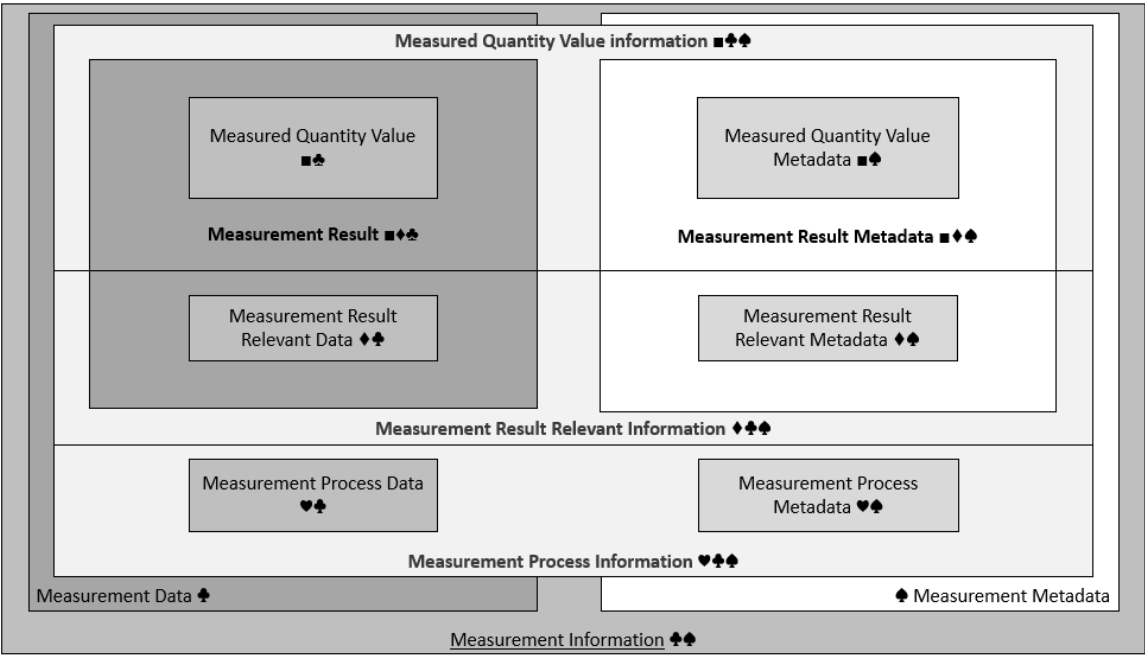 Measured Quantity Value information ■♣♠
Measured Quantity Value
■♣
Measured Quantity Value
Metadata ■♠
Measurement Result ■♦♣
Measurement Result Metadata ■♦♠
Measurement Result
Relevant Data ♦♣
Measurement Result
Relevant Metadata ♦♠
Measurement Result Relevant Information ♦♣♠
Measurement Process Data
♥♣
Measurement Process
Metadata ♥♠
Measurement Process Information ♥♣♠
Measurement Data ♣
♠ Measurement Metadata
Measurement Information ♣♠